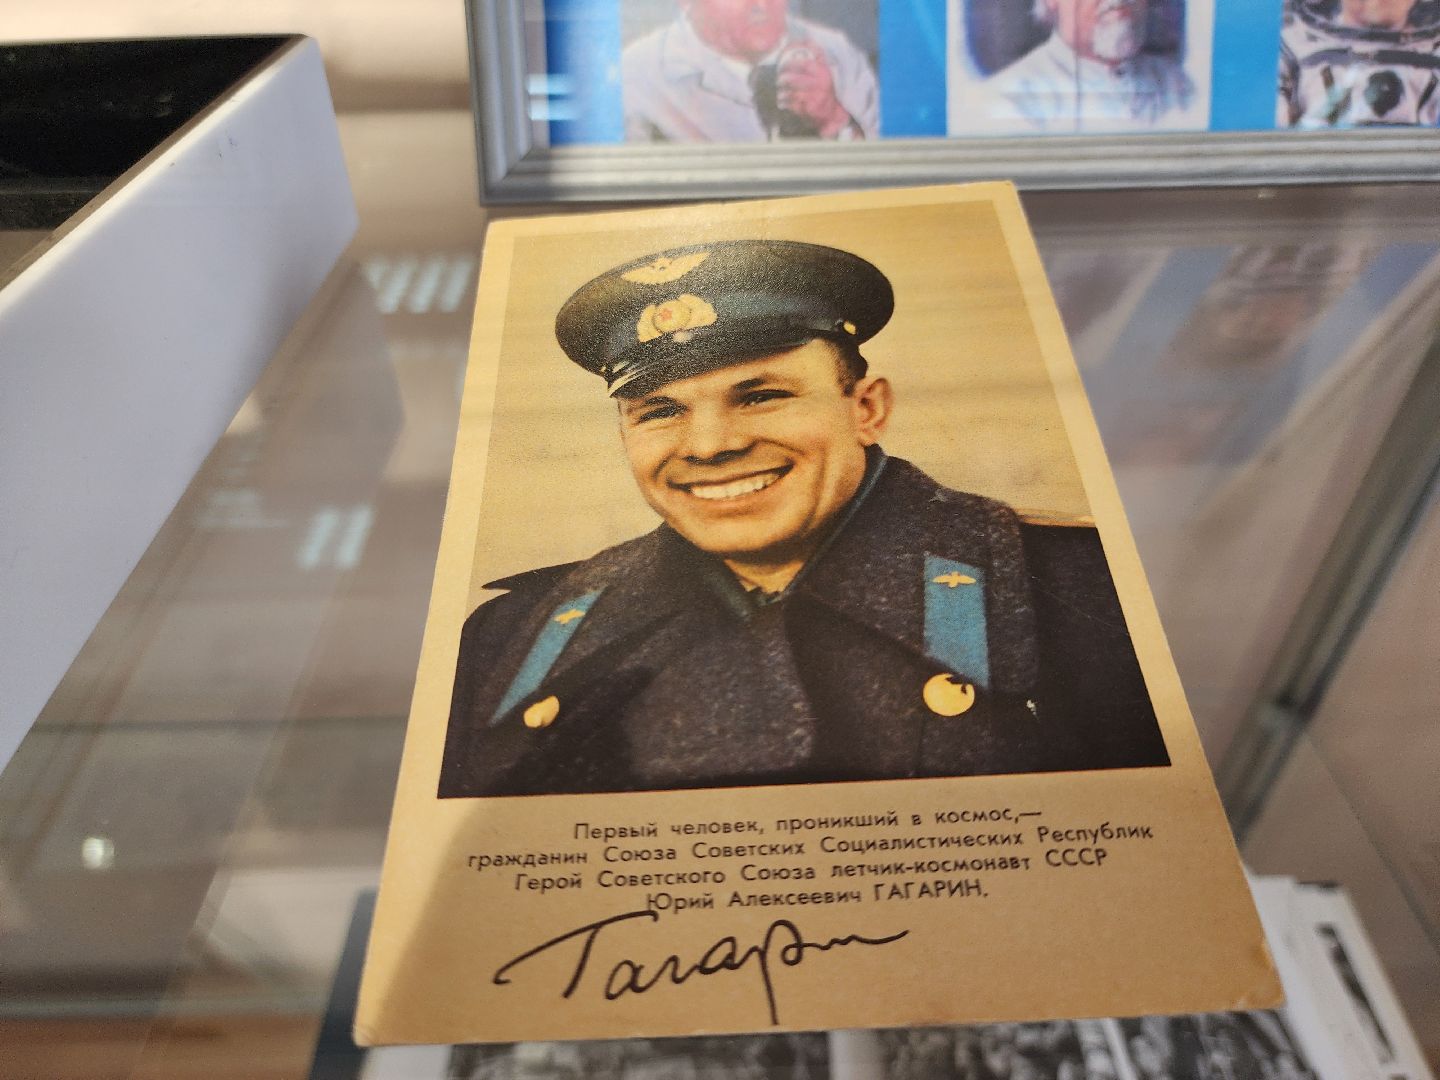 Первый человек, проникший в космос,—
гражданин Союза Советских Социалистических Республик
Герой Советского Союза летчик-космонавт СССР
Юрий Алексеевич ГАГАРИН.
Гагарин